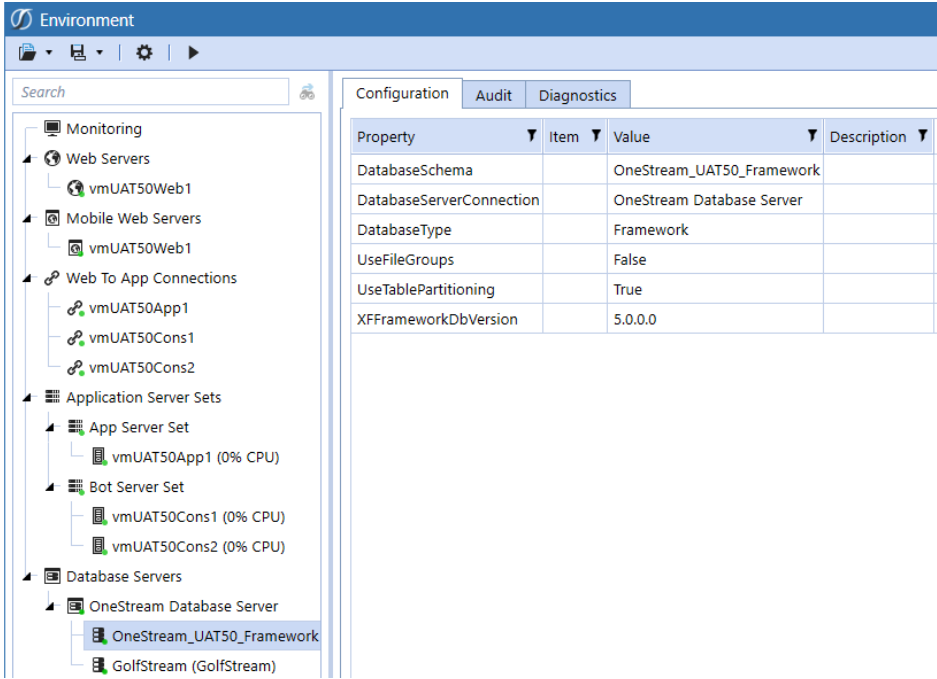 Environment
Search
Monitoring
Web Servers
vmUAT50Web1
Mobile Web Servers
vmUAT50Web1
Web To App Connections
vmUAT50App1
vmUAT50Cons1
vmUAT50Cons2
Application Server Sets
App Server Set
vmUAT50App1 (0% CPU)
Bot Server Set
vmUAT50Cons1 (0% CPU)
vmUAT50Cons2 (0% CPU)
Database Servers
OneStream Database Server
OneStream_UAT50_Framework
GolfStream (GolfStream)
Configuration Audit Diagnostics
Property Item Value Description
DatabaseSchema OneStream_UAT50_Framework
DatabaseServerConnection OneStream Database Server
DatabaseType Framework
UseFileGroups False
UseTablePartitioning True
XFFrameworkDbVersion 5.0.0.0